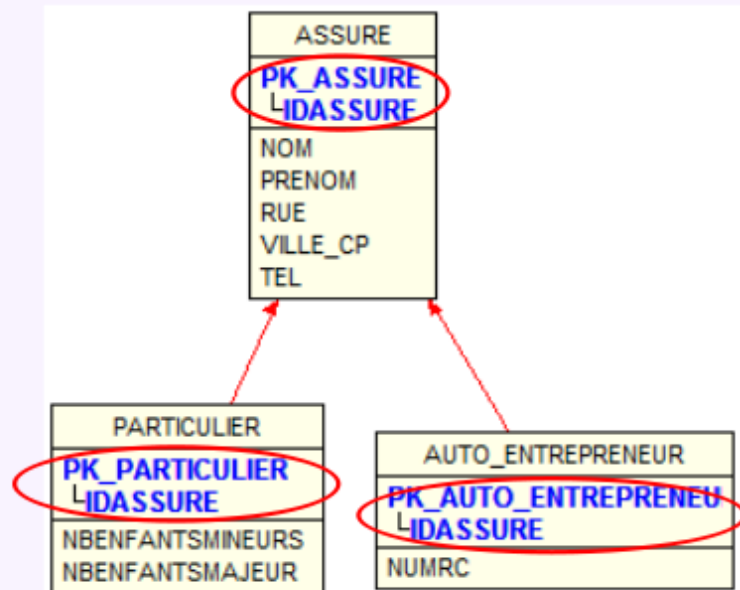 ASSURE
PK_ASSURE
IDASSURE
NOM
PRENOM
RUE
VILLE_CP
TEL
PARTICULIER
PK_PARTICULIER
IDASSURE
NBENFANTSMINEURS
NBENFANTSMAJEUR
AUTO_ENTREPRENEUR
PK_AUTO_ENTREPRENEU
IDASSURE
NUMRC